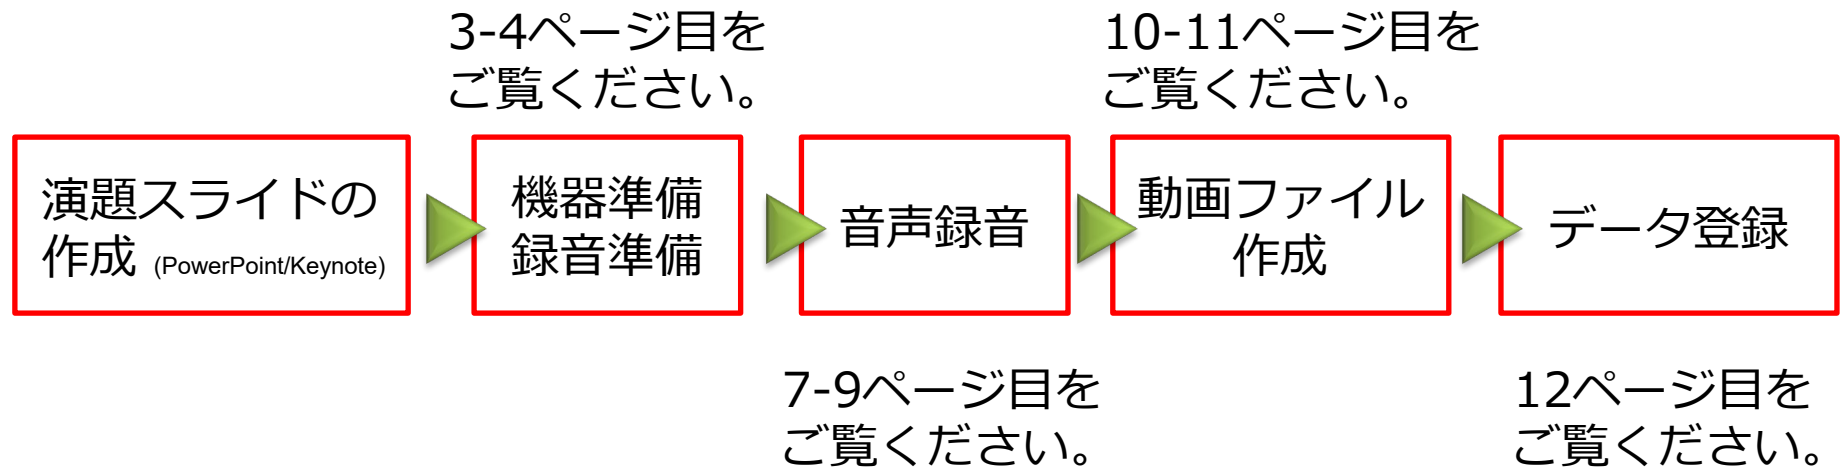 3-4ページ目を
ご覧ください。
10-11ページ目を
ご覧ください。
演題スライドの
作成 (PowerPoint/Keynote)
機器準備
録音準備
音声録音
動画ファイル
作成
データ登録
7-9ページ目を
ご覧ください。
12ページ目を
ご覧ください。